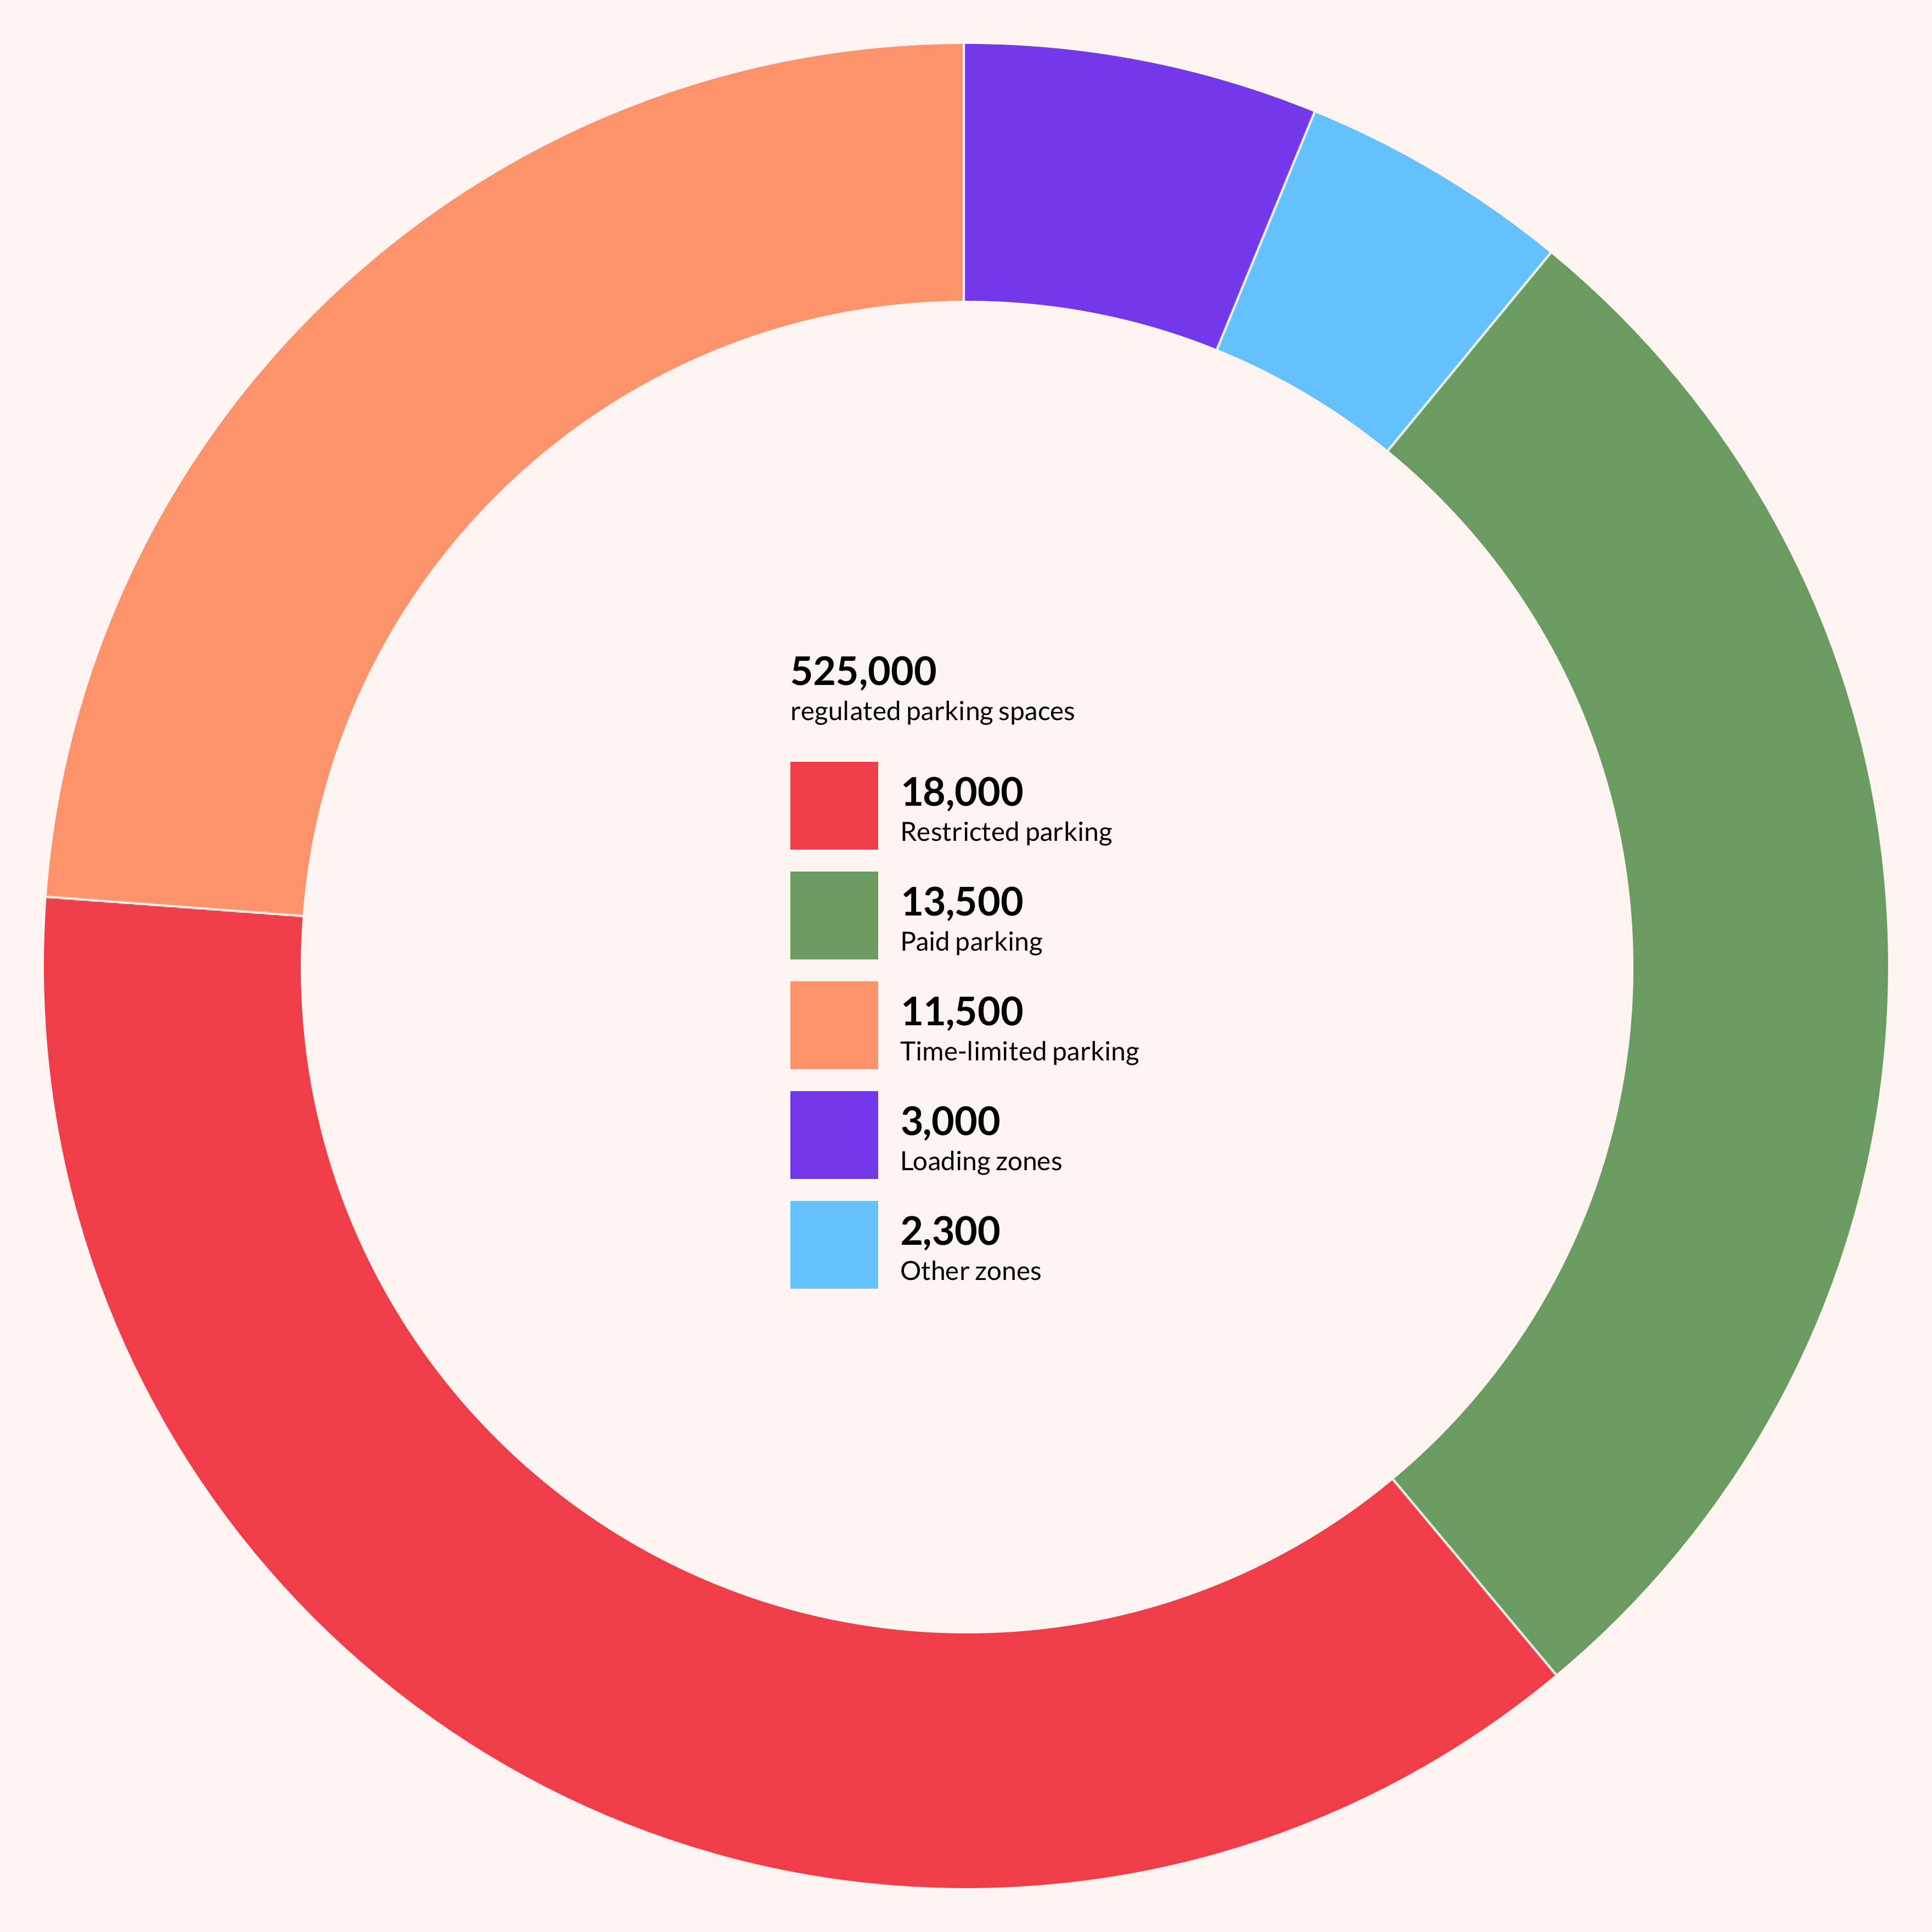 525,000
regulated parking spaces
18,000
Restricted parking
13,500
Paid parking
11,500
Time-limited parking
3,000
Loading zones
2,300
Other zones